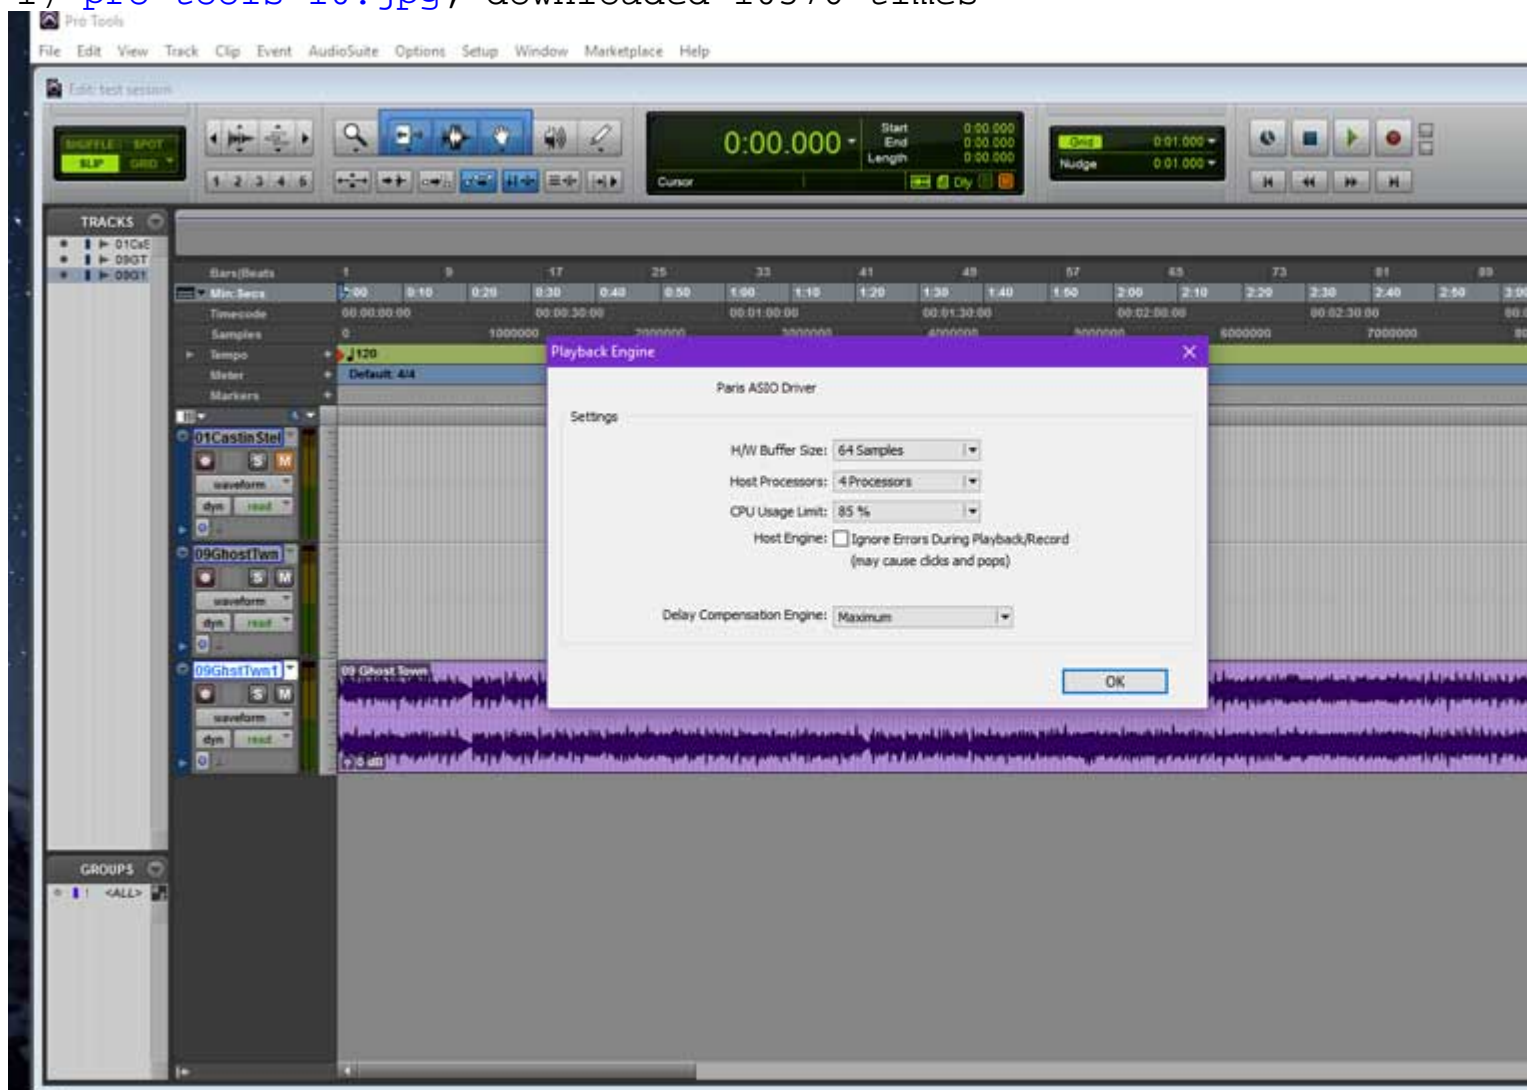 Pro Tools
File Edit View Track Clip Event AudioSuite Options Setup Window Marketplace Help
Edit: test session
SHUFFLE SPOT
SLIP GRID
1 2 3 4 5
0:00.000
Start 0:00.000
End 0:00.000
Length 0:00.000
Cursor
Dly
Grid 0:01.000
Nudge 0:01.000
TRACKS
01CaS
09GT
09GT
Bars|Beats 1 9 17 25 33 41 49 57 65 73 81 89
Min:Secs 0:00 0:10 0:20 0:30 0:40 0:50 1:00 1:10 1:20 1:30 1:40 1:50 2:00 2:10 2:20 2:30 2:40 2:50 3:00
Timecode 00:00:00:00 00:00:30:00 00:01:00:00 00:01:30:00 00:02:00:00 00:02:30:00
Samples 0 1000000 2000000 3000000 4000000 5000000 6000000 7000000
Tempo 120
Meter Default: 4/4
Markers
Playback Engine
Paris ASIO Driver
Settings
H/W Buffer Size: 64 Samples
Host Processors: 4 Processors
CPU Usage Limit: 85 %
Host Engine: Ignore Errors During Playback/Record
(may cause clicks and pops)
Delay Compensation Engine: Maximum
OK
01CastinStel
S M
waveform
dyn read
09GhostTwn
S M
waveform
dyn read
09GhstTwn1
S M
waveform
dyn read
09 Ghost Town
0 dB
GROUPS
<ALL>